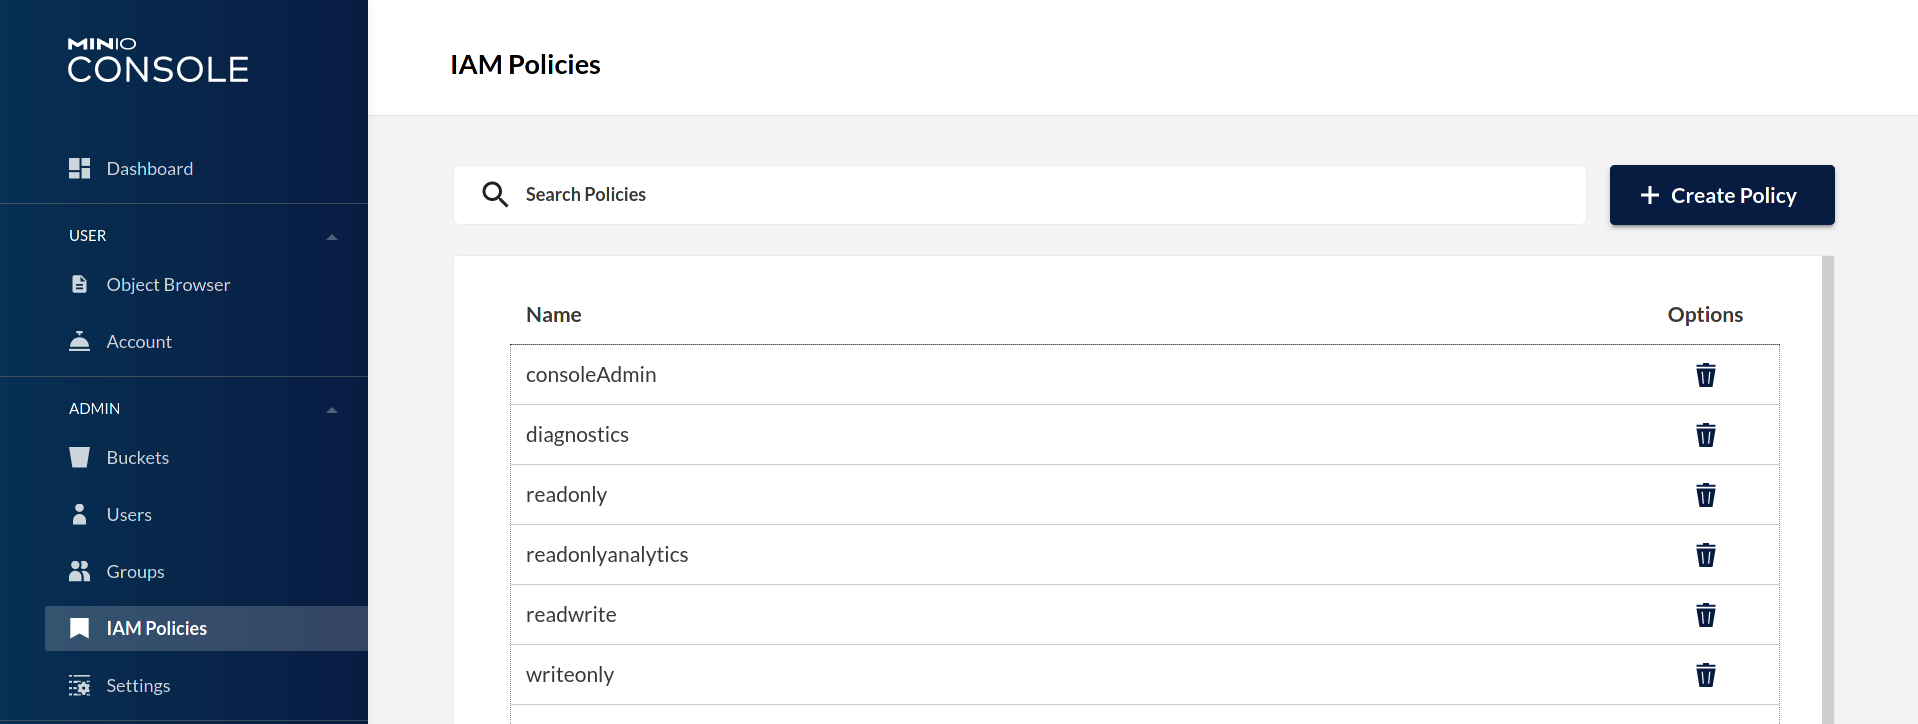 MINIO
CONSOLE
Dashboard
USER
Object Browser
Account
ADMIN
Buckets
Users
Groups
IAM Policies
Settings
IAM Policies
Search Policies
+ Create Policy
Name Options
consoleAdmin
diagnostics
readonly
readonlyanalytics
readwrite
writeonly